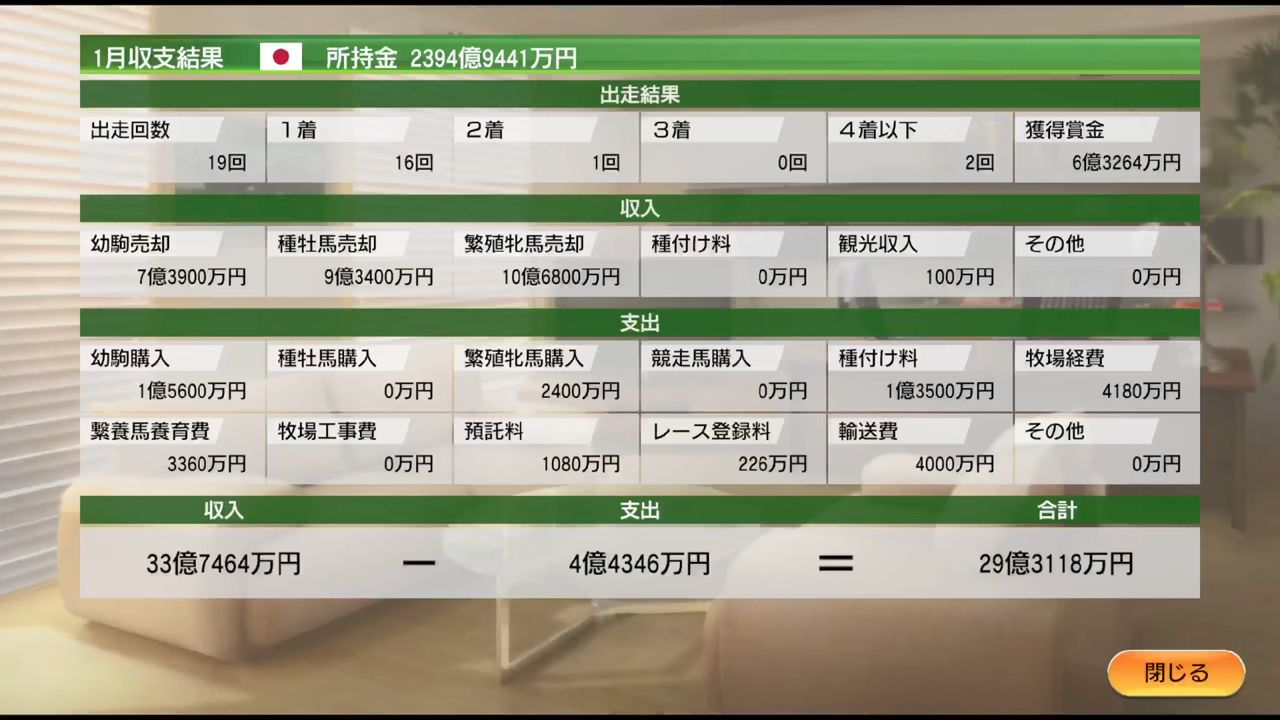 1月収支結果 所持金 2394億9441万円
出走結果
出走回数 1着 2着 3着 4着以下 獲得賞金
19回 16回 1回 0回 2回 6億3264万円
収入
幼駒売却 種牡馬売却 繁殖牝馬売却 種付け料 観光収入 その他
7億3900万円 9億3400万円 10億6800万円 0万円 100万円 0万円
支出
幼駒購入 種牡馬購入 繁殖牝馬購入 競走馬購入 種付け料 牧場経費
1億5600万円 0万円 2400万円 0万円 1億3500万円 4180万円
繋養馬養育費 牧場工事費 預託料 レース登録料 輸送費 その他
3360万円 0万円 1080万円 226万円 4000万円 0万円
収入 支出 合計
33億7464万円 ー 4億4346万円 = 29億3118万円
閉じる